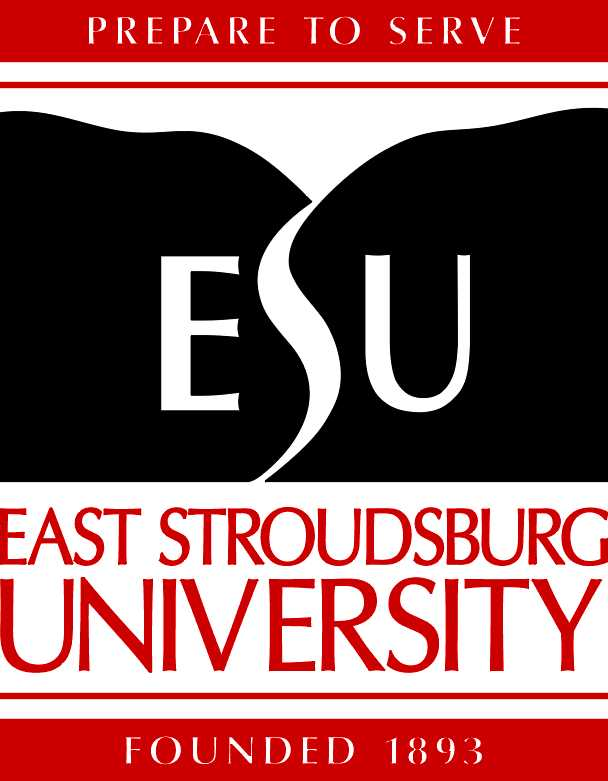 PREPARE TO SERVE
ESU
EAST STROUDSBURG
UNIVERSITY
FOUNDED 1893